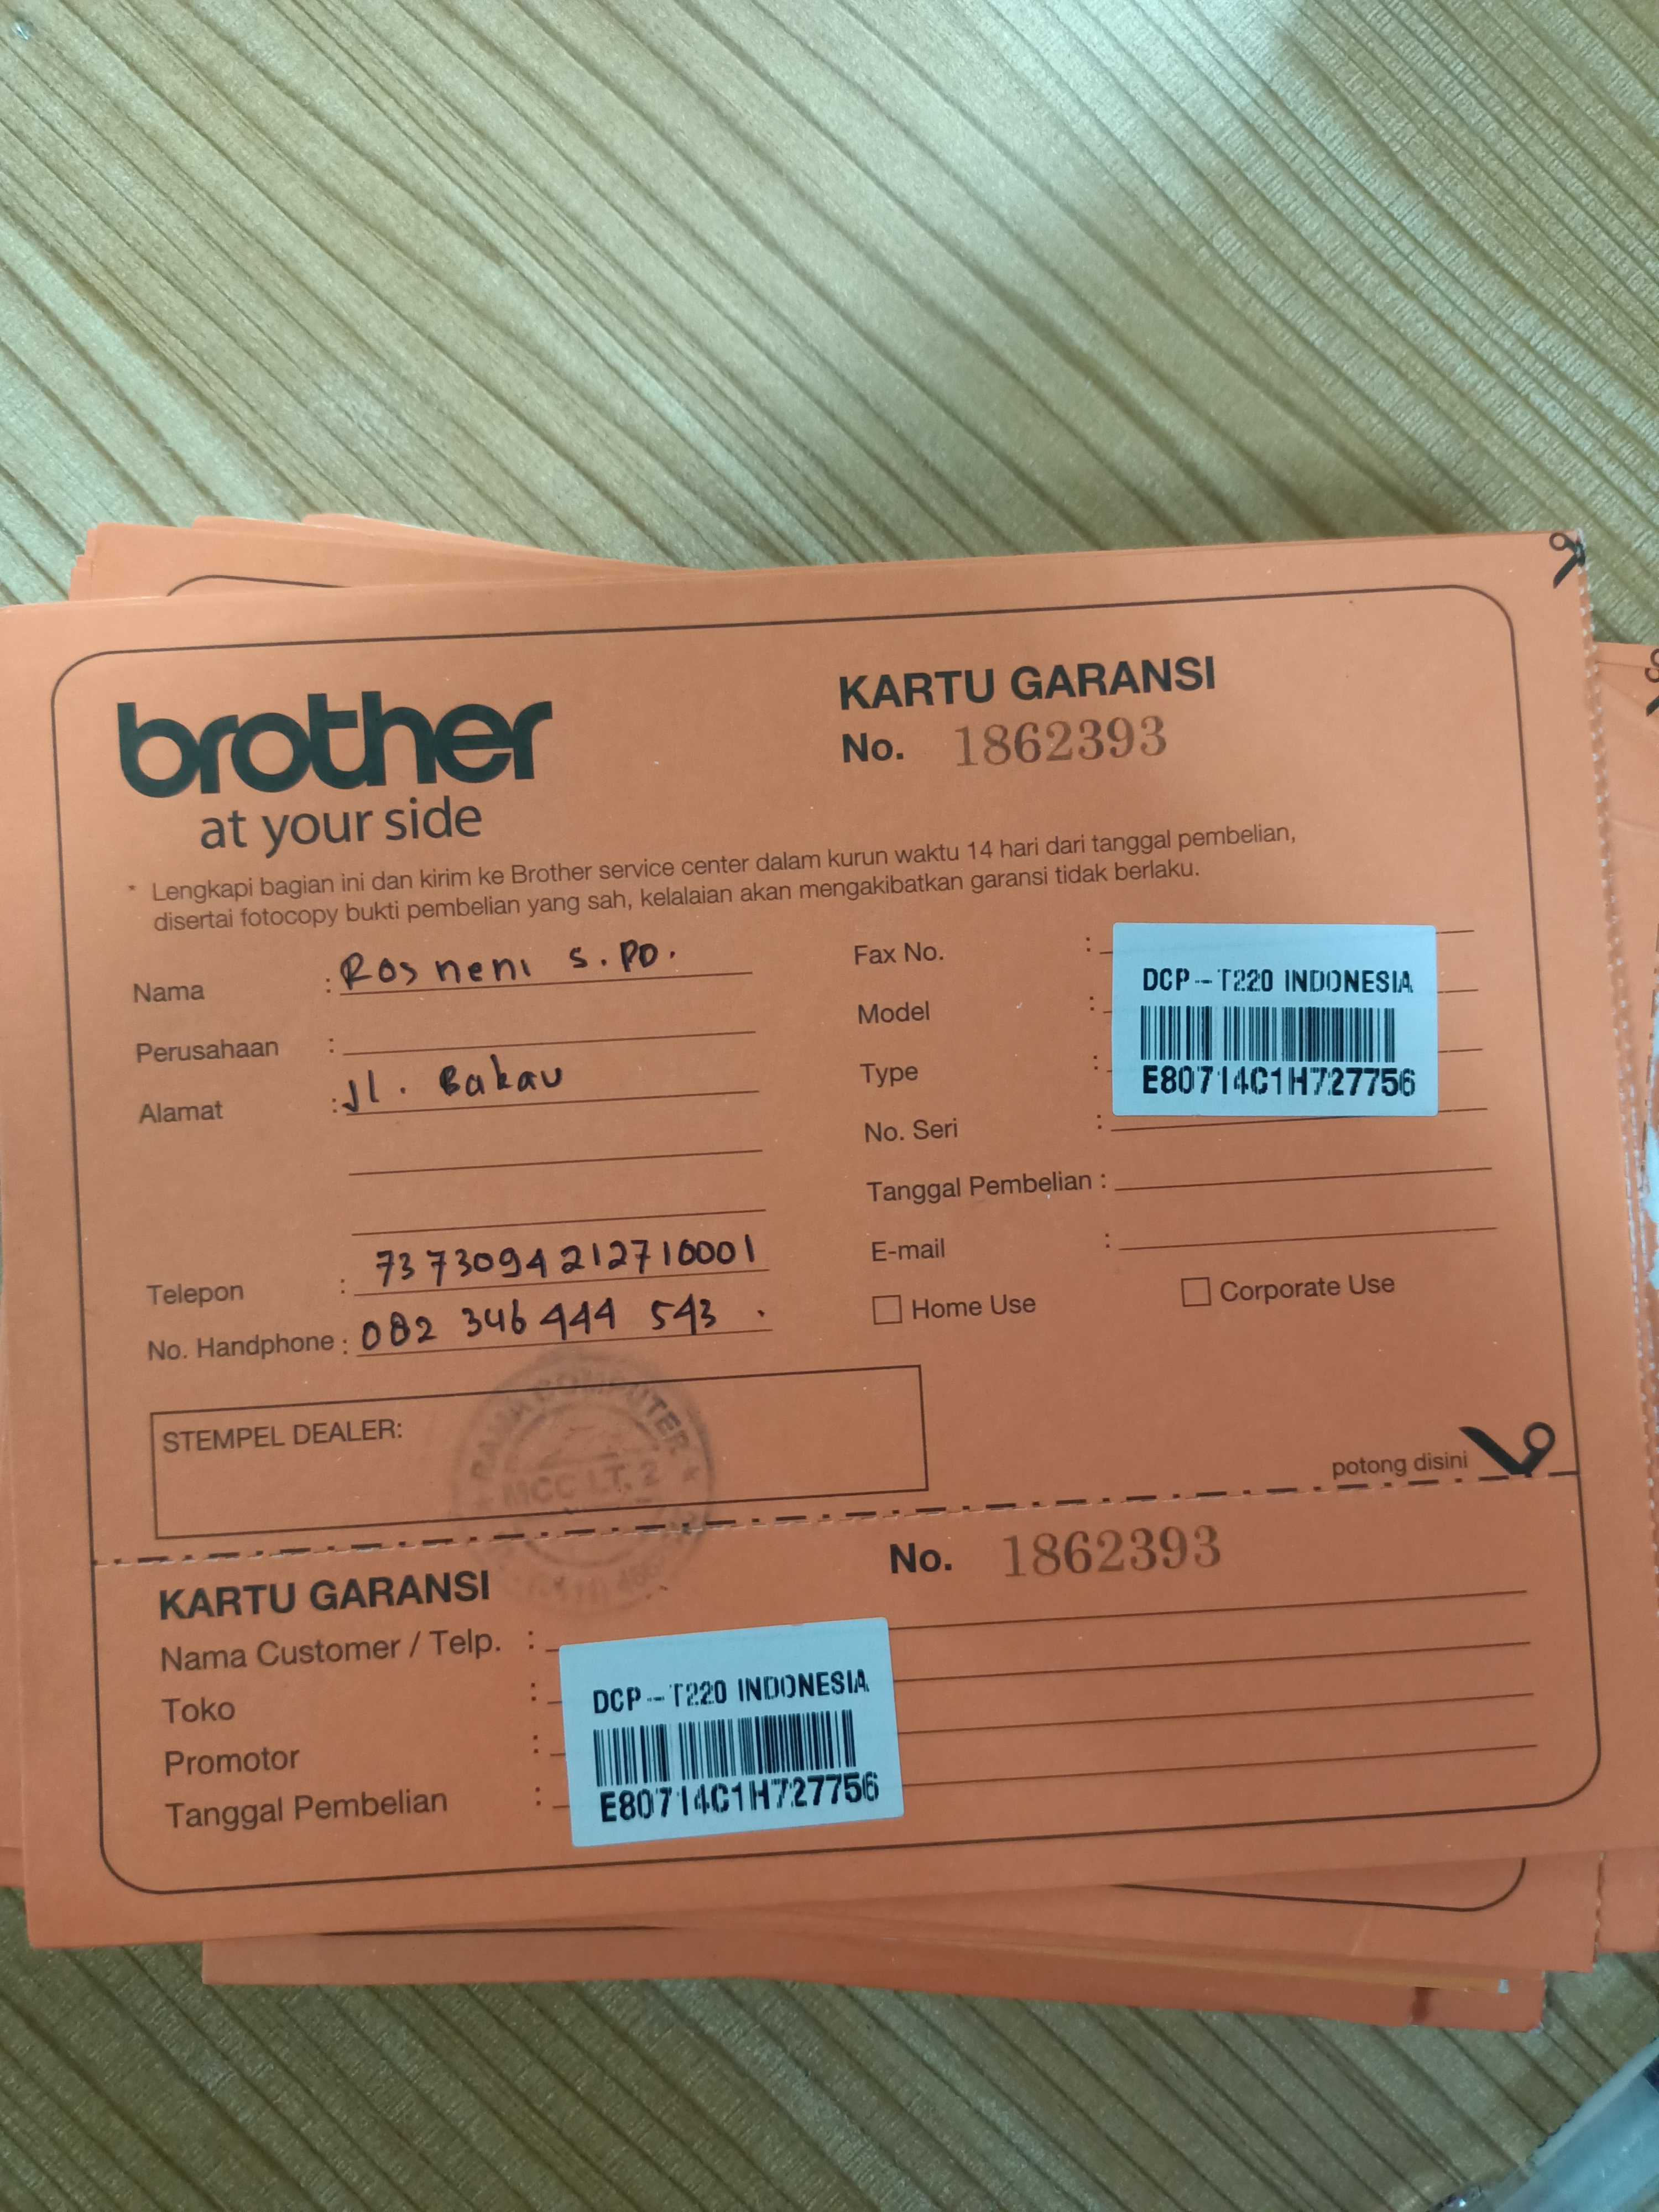 brother
at your side
KARTU GARANSI
No. 1862393
* Lengkapi bagian ini dan kirim ke Brother service center dalam kurun waktu 14 hari dari tanggal pembelian,
disertai fotocopy bukti pembelian yang sah, kelalaian akan mengakibatkan garansi tidak berlaku.
Nama : Rosneni S.PD.
Perusahaan :
Alamat : Jl. Bakau
Telepon : 7373094212710001
No. Handphone : 082 346 444 543 .
Fax No. :
Model :
Type :
No. Seri :
DCP-T220 INDONESIA
E80714C1H727756
Tanggal Pembelian :
E-mail :
Home Use
Corporate Use
STEMPEL DEALER:
COMPUTER
MCC LT. 2
potong disini
KARTU GARANSI
No. 1862393
Nama Customer / Telp. :
Toko :
Promotor :
Tanggal Pembelian :
DCP-T220 INDONESIA
E80714C1H727756